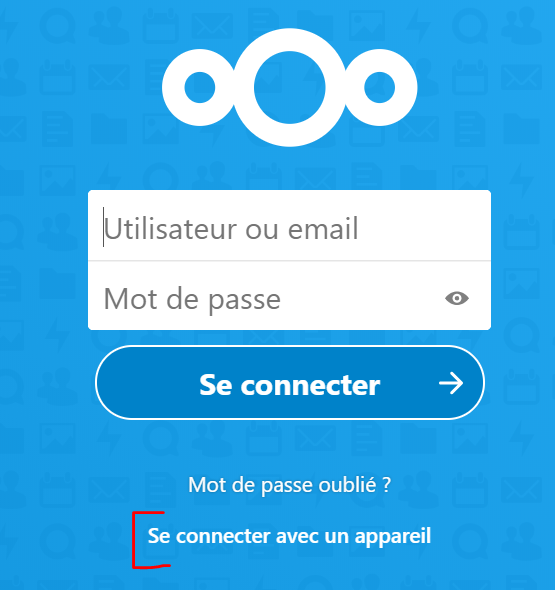 Utilisateur ou email
Mot de passe
Se connecter
Mot de passe oublié ?
Se connecter avec un appareil